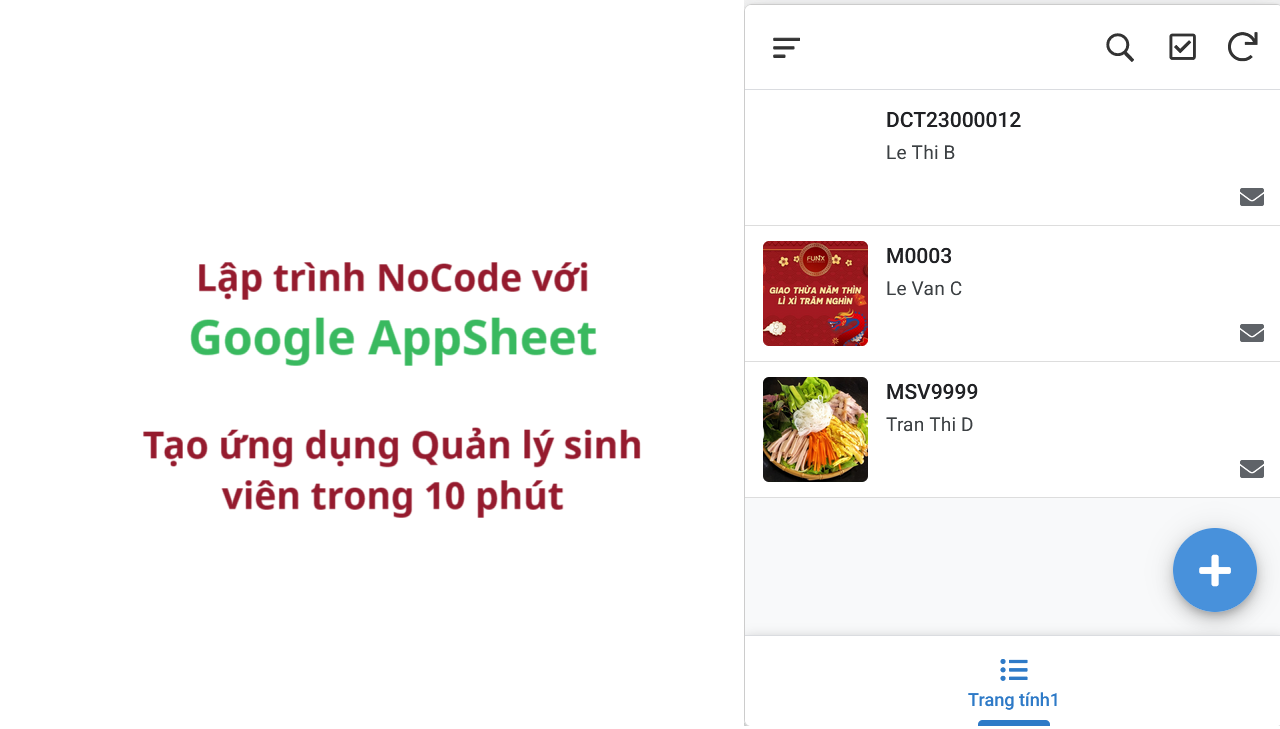 Lập trình NoCode với
Google AppSheet
Tạo ứng dụng Quản lý sinh
viên trong 10 phút
DCT23000012
Le Thi B
FUNiX
GIAO THỪA NĂM THÌN
LÌ XÌ TRĂM NGHÌN
M0003
Le Van C
MSV9999
Tran Thi D
Trang tính1